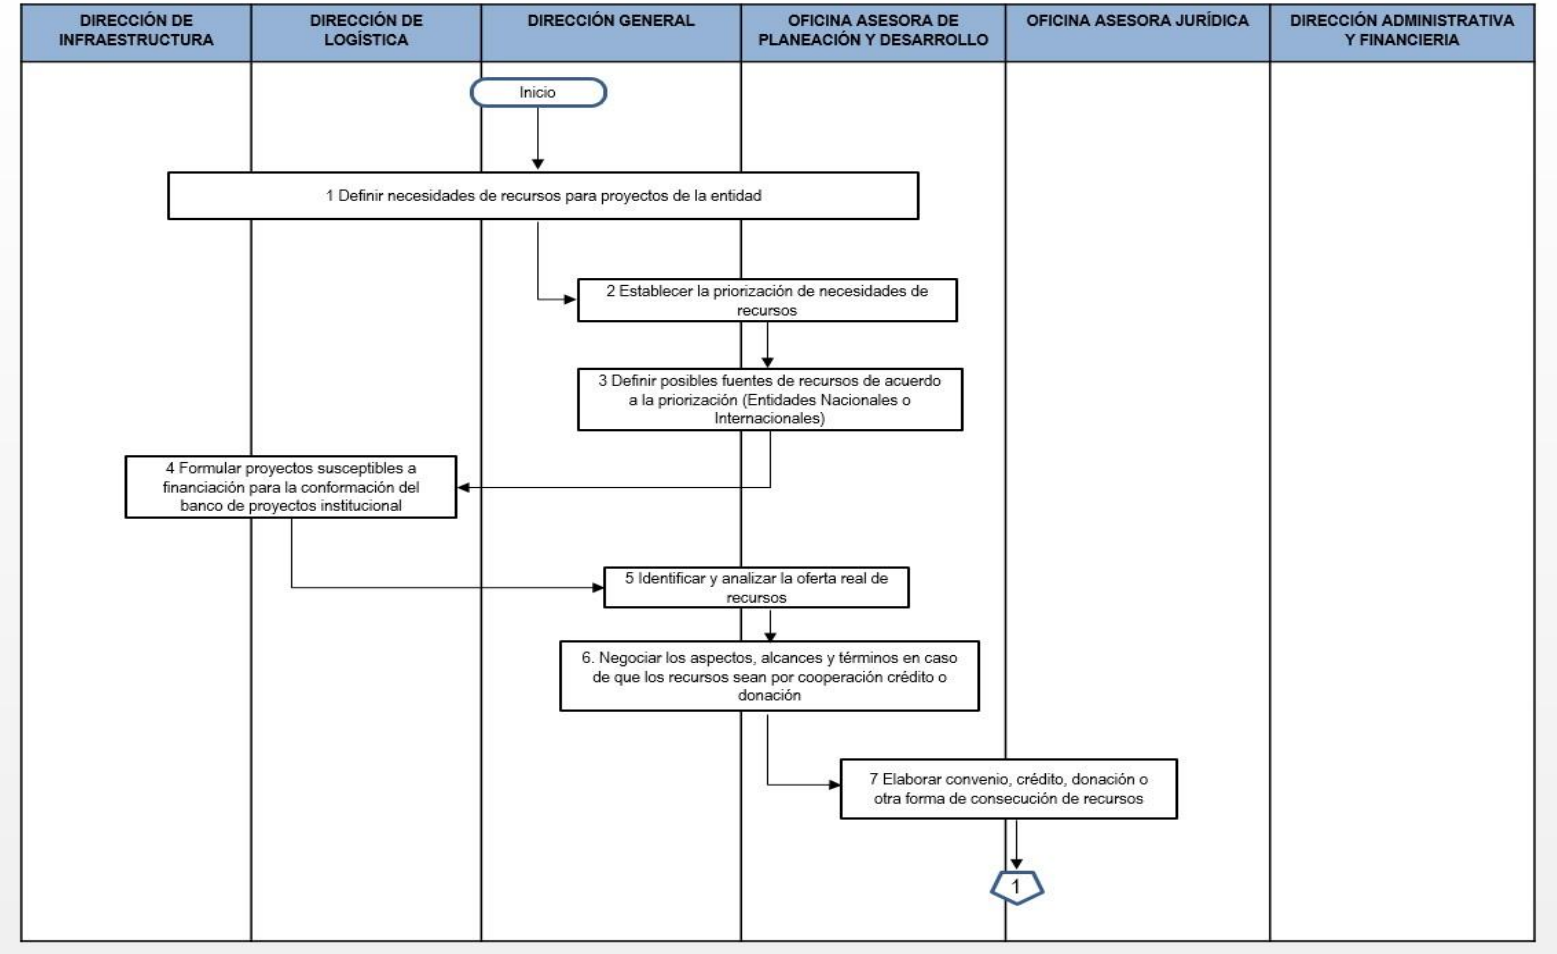 DIRECCIÓN DE
INFRAESTRUCTURA
DIRECCIÓN DE
LOGÍSTICA
DIRECCIÓN GENERAL
OFICINA ASESORA DE
PLANEACIÓN Y DESARROLLO
OFICINA ASESORA JURÍDICA
DIRECCIÓN ADMINISTRATIVA
Y FINANCIERIA
Inicio
1 Definir necesidades de recursos para proyectos de la entidad
2 Establecer la priorización de necesidades de
recursos
3 Definir posibles fuentes de recursos de acuerdo
a la priorización (Entidades Nacionales o
Internacionales)
4 Formular proyectos susceptibles a
financiación para la conformación del
banco de proyectos institucional
5 Identificar y analizar la oferta real de
recursos
6. Negociar los aspectos, alcances y términos en caso
de que los recursos sean por cooperación crédito o
donación
7 Elaborar convenio, crédito, donación o
otra forma de consecución de recursos
1